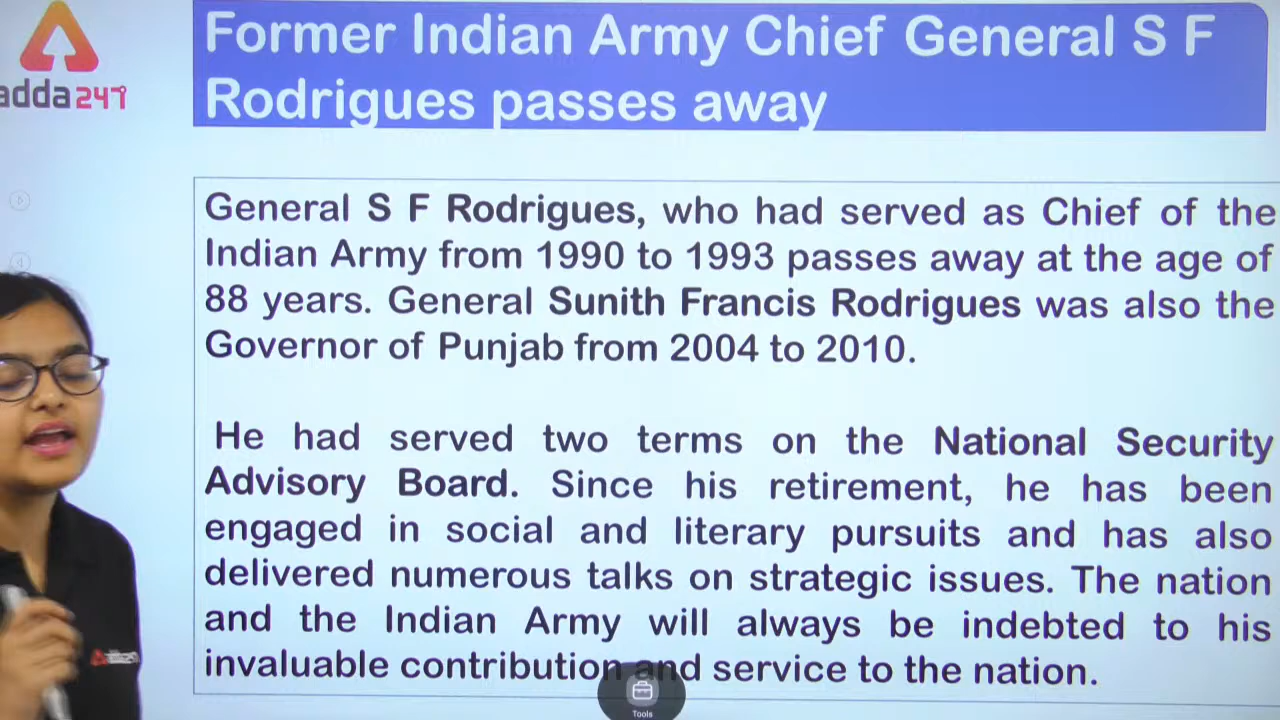 Former Indian Army Chief General S F
Rodrigues passes away
adda247
General S F Rodrigues, who had served as Chief of the
Indian Army from 1990 to 1993 passes away at the age of
88 years. General Sunith Francis Rodrigues was also the
Governor of Punjab from 2004 to 2010.
He had served two terms on the National Security
Advisory Board. Since his retirement, he has been
engaged in social and literary pursuits and has also
delivered numerous talks on strategic issues. The nation
and the Indian Army will always be indebted to his
invaluable contribution and service to the nation.
Tools